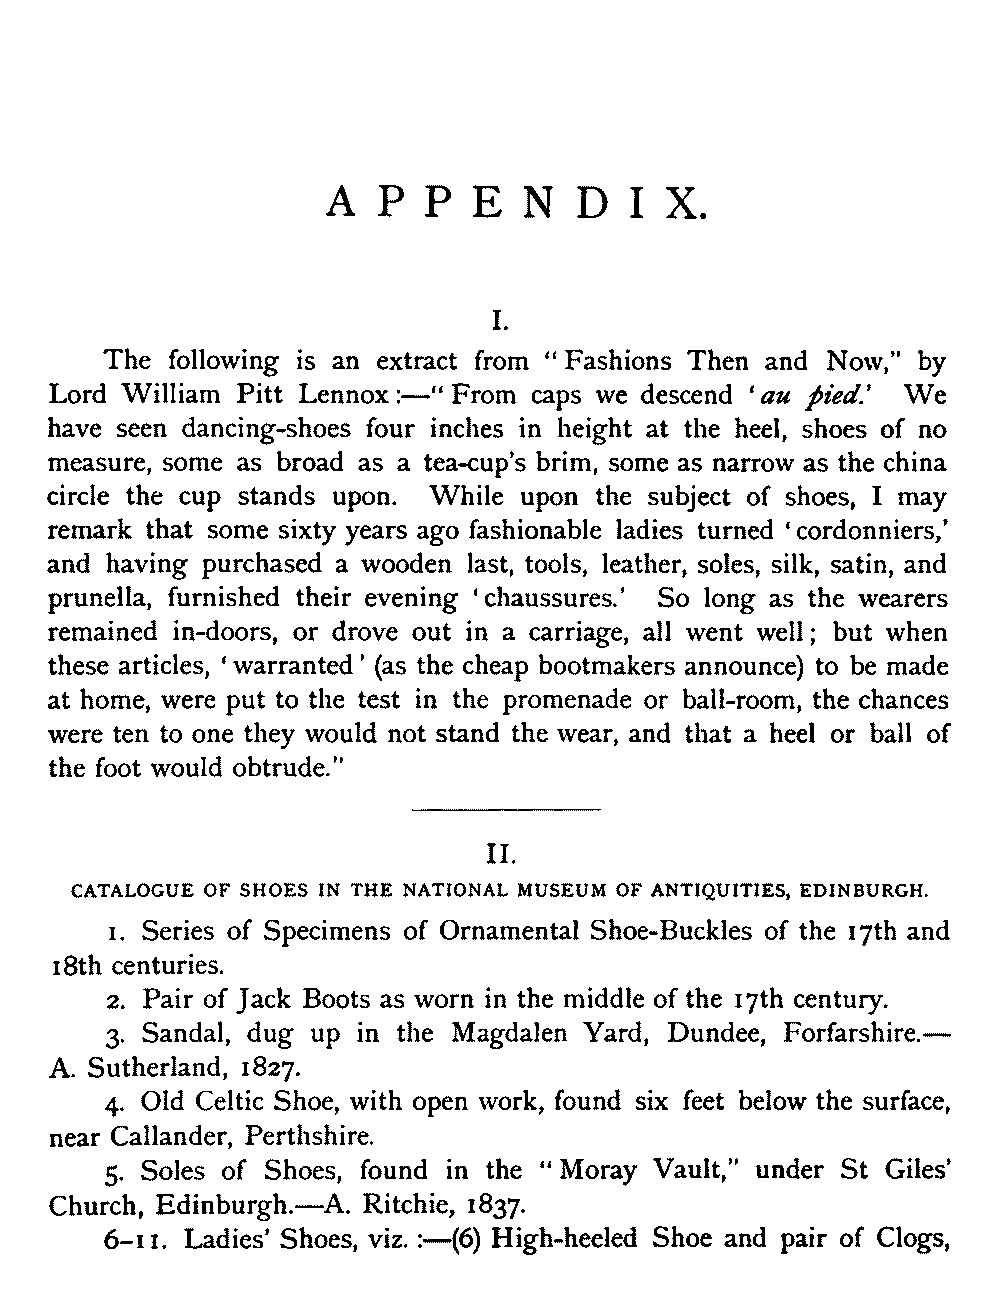 APPENDIX.
I.
The following is an extract from "Fashions Then and Now," by
Lord William Pitt Lennox:—"From caps we descend 'au pied.' We
have seen dancing-shoes four inches in height at the heel, shoes of no
measure, some as broad as a tea-cup's brim, some as narrow as the china
circle the cup stands upon. While upon the subject of shoes, I may
remark that some sixty years ago fashionable ladies turned 'cordonniers,'
and having purchased a wooden last, tools, leather, soles, silk, satin, and
prunella, furnished their evening 'chaussures.' So long as the wearers
remained in-doors, or drove out in a carriage, all went well; but when
these articles, 'warranted' (as the cheap bootmakers announce) to be made
at home, were put to the test in the promenade or ball-room, the chances
were ten to one they would not stand the wear, and that a heel or ball of
the foot would obtrude."
II.
CATALOGUE OF SHOES IN THE NATIONAL MUSEUM OF ANTIQUITIES, EDINBURGH.
1. Series of Specimens of Ornamental Shoe-Buckles of the 17th and
18th centuries.
2. Pair of Jack Boots as worn in the middle of the 17th century.
3. Sandal, dug up in the Magdalen Yard, Dundee, Forfarshire.—
A. Sutherland, 1827.
4. Old Celtic Shoe, with open work, found six feet below the surface,
near Callander, Perthshire.
5. Soles of Shoes, found in the "Moray Vault," under St Giles'
Church, Edinburgh.—A. Ritchie, 1837.
6–11. Ladies' Shoes, viz.:—(6) High-heeled Shoe and pair of Clogs,